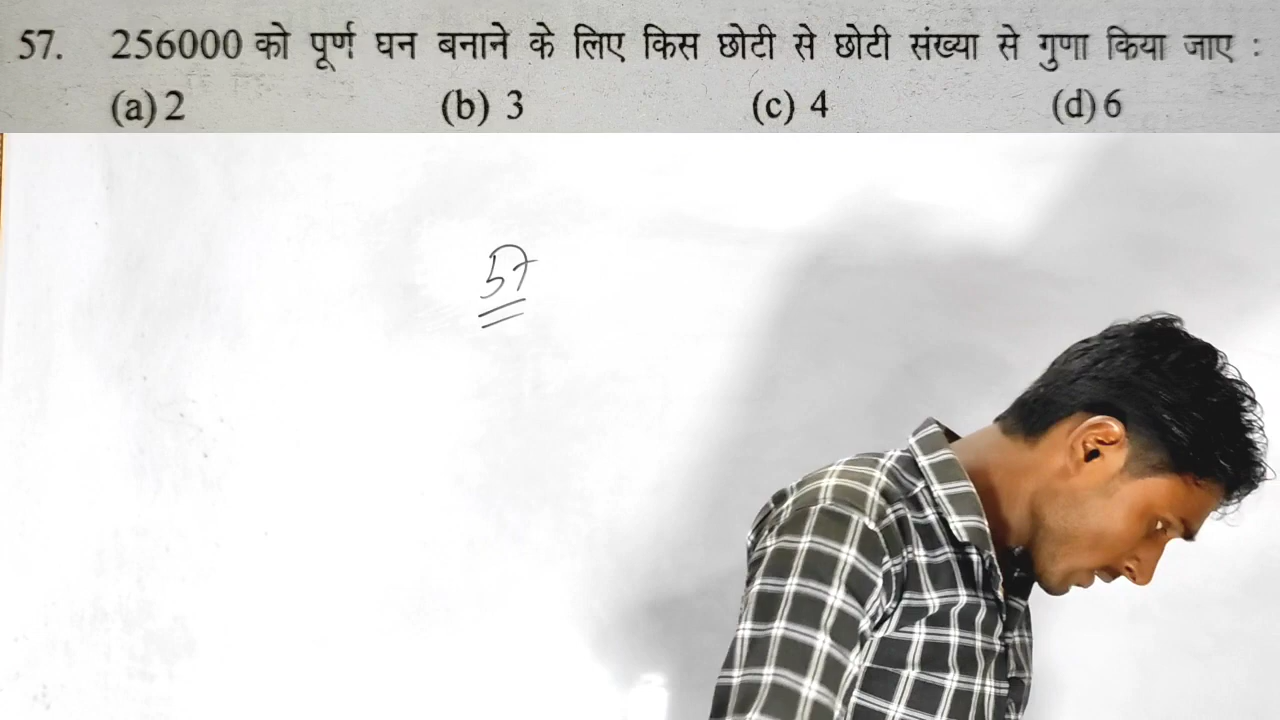 57. 256000 को पूर्ण घन बनाने के लिए किस छोटी से छोटी संख्या से गुणा किया जाए :
(a) 2 (b) 3 (c) 4 (d) 6
57